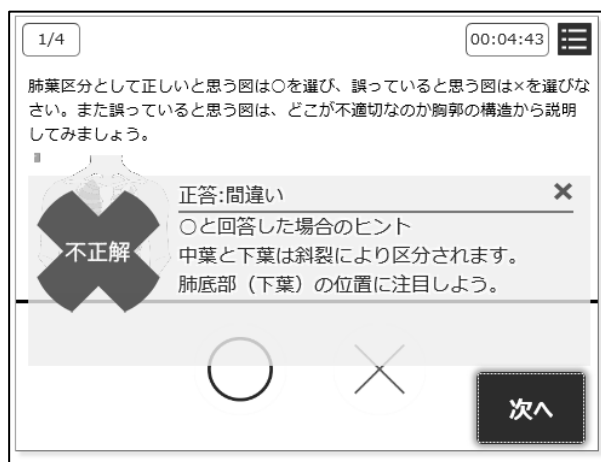 1/4
00:04:43
肺葉区分として正しいと思う図は○を選び、誤っていると思う図は×を選びな
さい。また誤っていると思う図は、どこが不適切なのか胸郭の構造から説明
してみましょう。
不正解
正答:間違い
○と回答した場合のヒント
中葉と下葉は斜裂により区分されます。
肺底部（下葉）の位置に注目しよう。
次へ